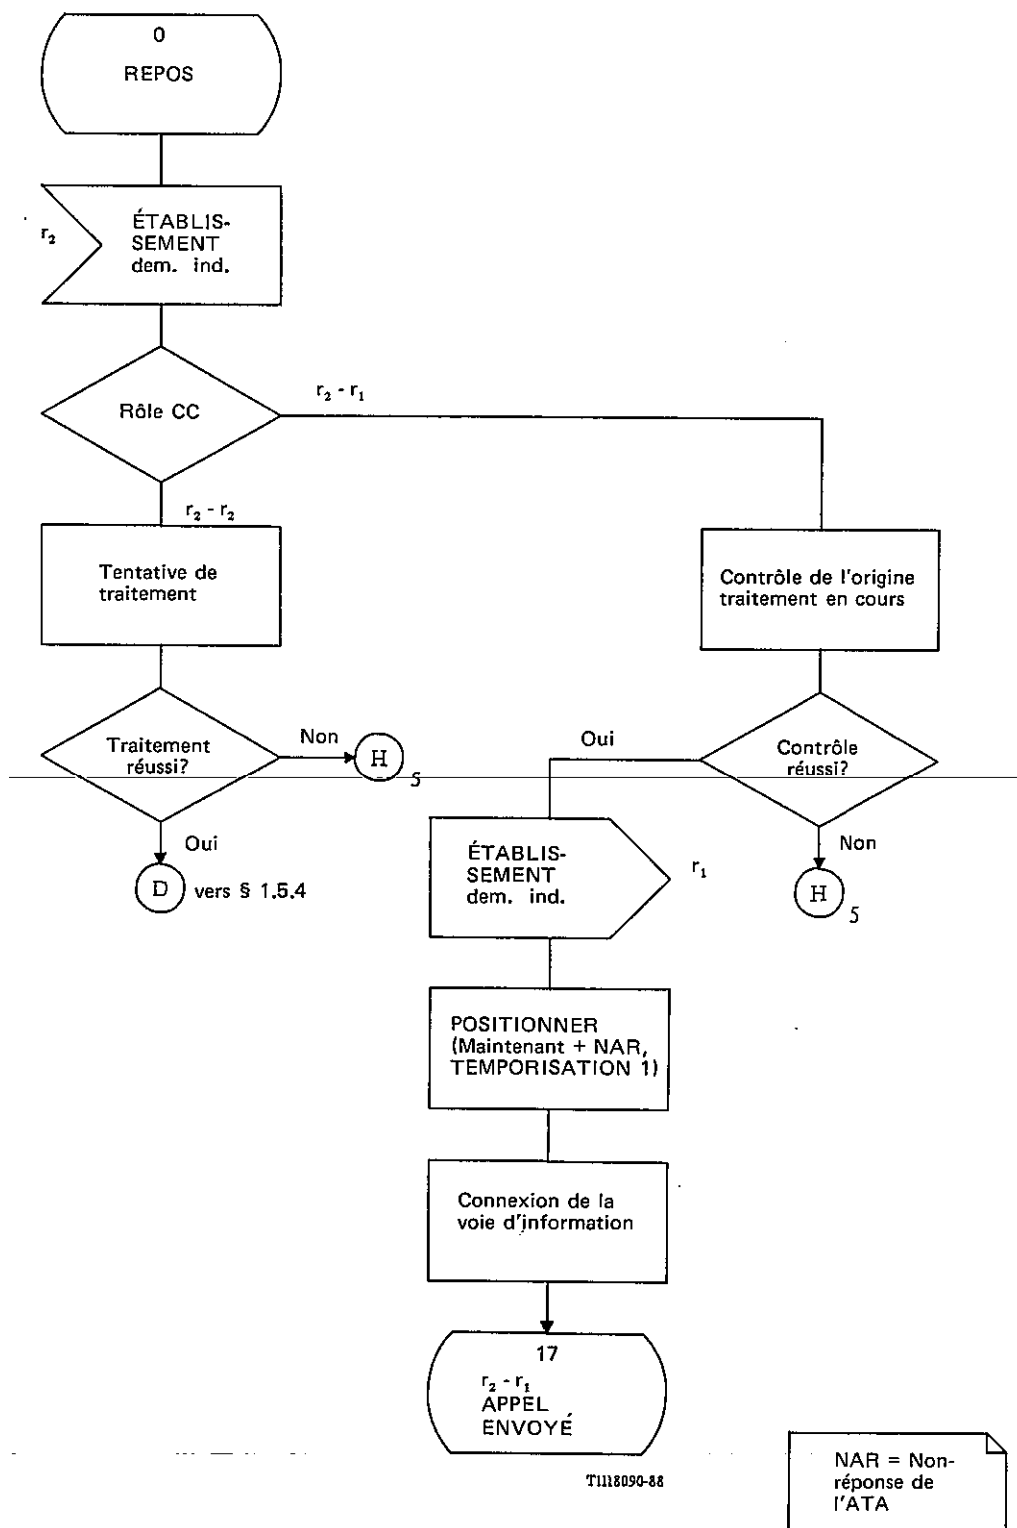 0
REPOS
r₂
ÉTABLIS-
SEMENT
dem. ind.
Rôle CC
r₂ - r₁
r₂ - r₂
Tentative de
traitement
Contrôle de l'origine
traitement en cours
Traitement
réussi?
Non
H
5
Oui
D
vers § 1.5.4
Contrôle
réussi?
Oui
Non
H
5
ÉTABLIS-
SEMENT
dem. ind.
r₁
POSITIONNER
(Maintenant + NAR,
TEMPORISATION 1)
Connexion de la
voie d'information
17
r₂ - r₁
APPEL
ENVOYÉ
T1118090-88
NAR = Non-
réponse de
l'ATA